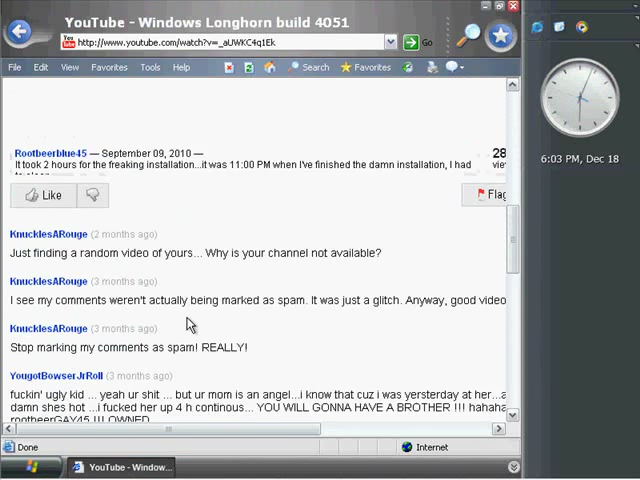 YouTube - Windows Longhorn build 4051
You Tube
http://www.youtube.com/watch?v=_aUWKC4q1Ek
Go
File Edit View Favorites Tools Help Search Favorites
Rootbeerblue45 — September 09, 2010 —
28
It took 2 hours for the freaking installation...it was 11:00 PM when I've finished the damn installation, I had
Like
Flag
KnucklesARouge (2 months ago)
Just finding a random video of yours... Why is your channel not available?
KnucklesARouge (3 months ago)
I see my comments weren't actually being marked as spam. It was just a glitch. Anyway, good video
KnucklesARouge (3 months ago)
Stop marking my comments as spam! REALLY!
YougotBowserJrRoll (3 months ago)
fuckin' ugly kid ... yeah ur shit ... but ur mom is an angel...i know that cuz i was yersterday at her...a
damn shes hot ...i fucked her up 4 h continous... YOU WILL GONNA HAVE A BROTHER !!! hahaha
rootbeerGAY45 !!! OWNED
Done
Internet
YouTube - Window...
6:03 PM, Dec 18